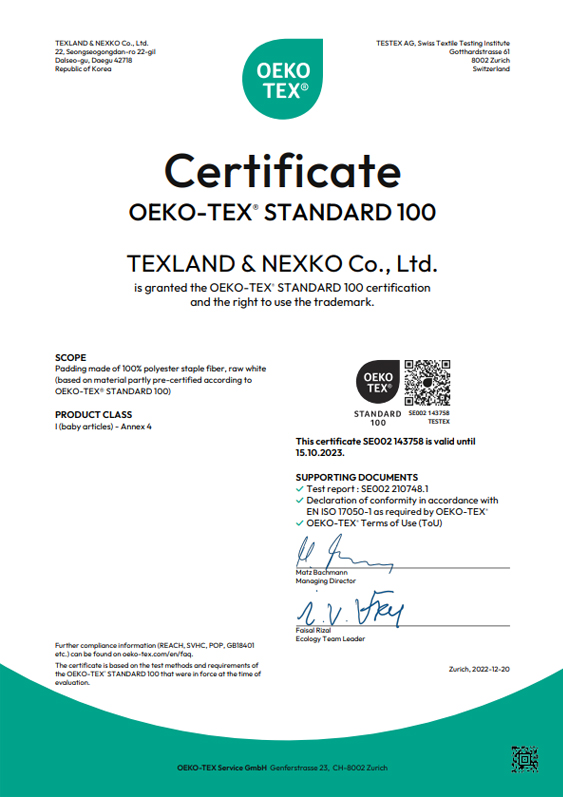 TEXLAND & NEXKO Co., Ltd.
22, Seongseogongdan-ro 22-gil
Dalseo-gu, Daegu 42718
Republic of Korea
TESTEX AG, Swiss Textile Testing Institute
Gotthardstrasse 61
8002 Zurich
Switzerland
OEKO
TEX®
Certificate
OEKO-TEX® STANDARD 100
TEXLAND & NEXKO Co., Ltd.
is granted the OEKO-TEX® STANDARD 100 certification
and the right to use the trademark.
SCOPE
Padding made of 100% polyester staple fiber, raw white
(based on material partly pre-certified according to
OEKO-TEX® STANDARD 100)
PRODUCT CLASS
I (baby articles) - Annex 4
OEKO
TEX®
STANDARD
100
SE002 143758
TESTEX
This certificate SE002 143758 is valid until
15.10.2023.
SUPPORTING DOCUMENTS
✓ Test report : SE002 210748.1
✓ Declaration of conformity in accordance with
EN ISO 17050-1 as required by OEKO-TEX®
✓ OEKO-TEX® Terms of Use (ToU)
Matz Bachmann
Managing Director
Faisal Rizal
Ecology Team Leader
Further compliance information (REACH, SVHC, POP, GB18401
etc.) can be found on oeko-tex.com/en/faq.
The certificate is based on the test methods and requirements of
the OEKO-TEX® STANDARD 100 that were in force at the time of
evaluation.
Zurich, 2022-12-20
OEKO-TEX Service GmbH Genferstrasse 23, CH-8002 Zurich